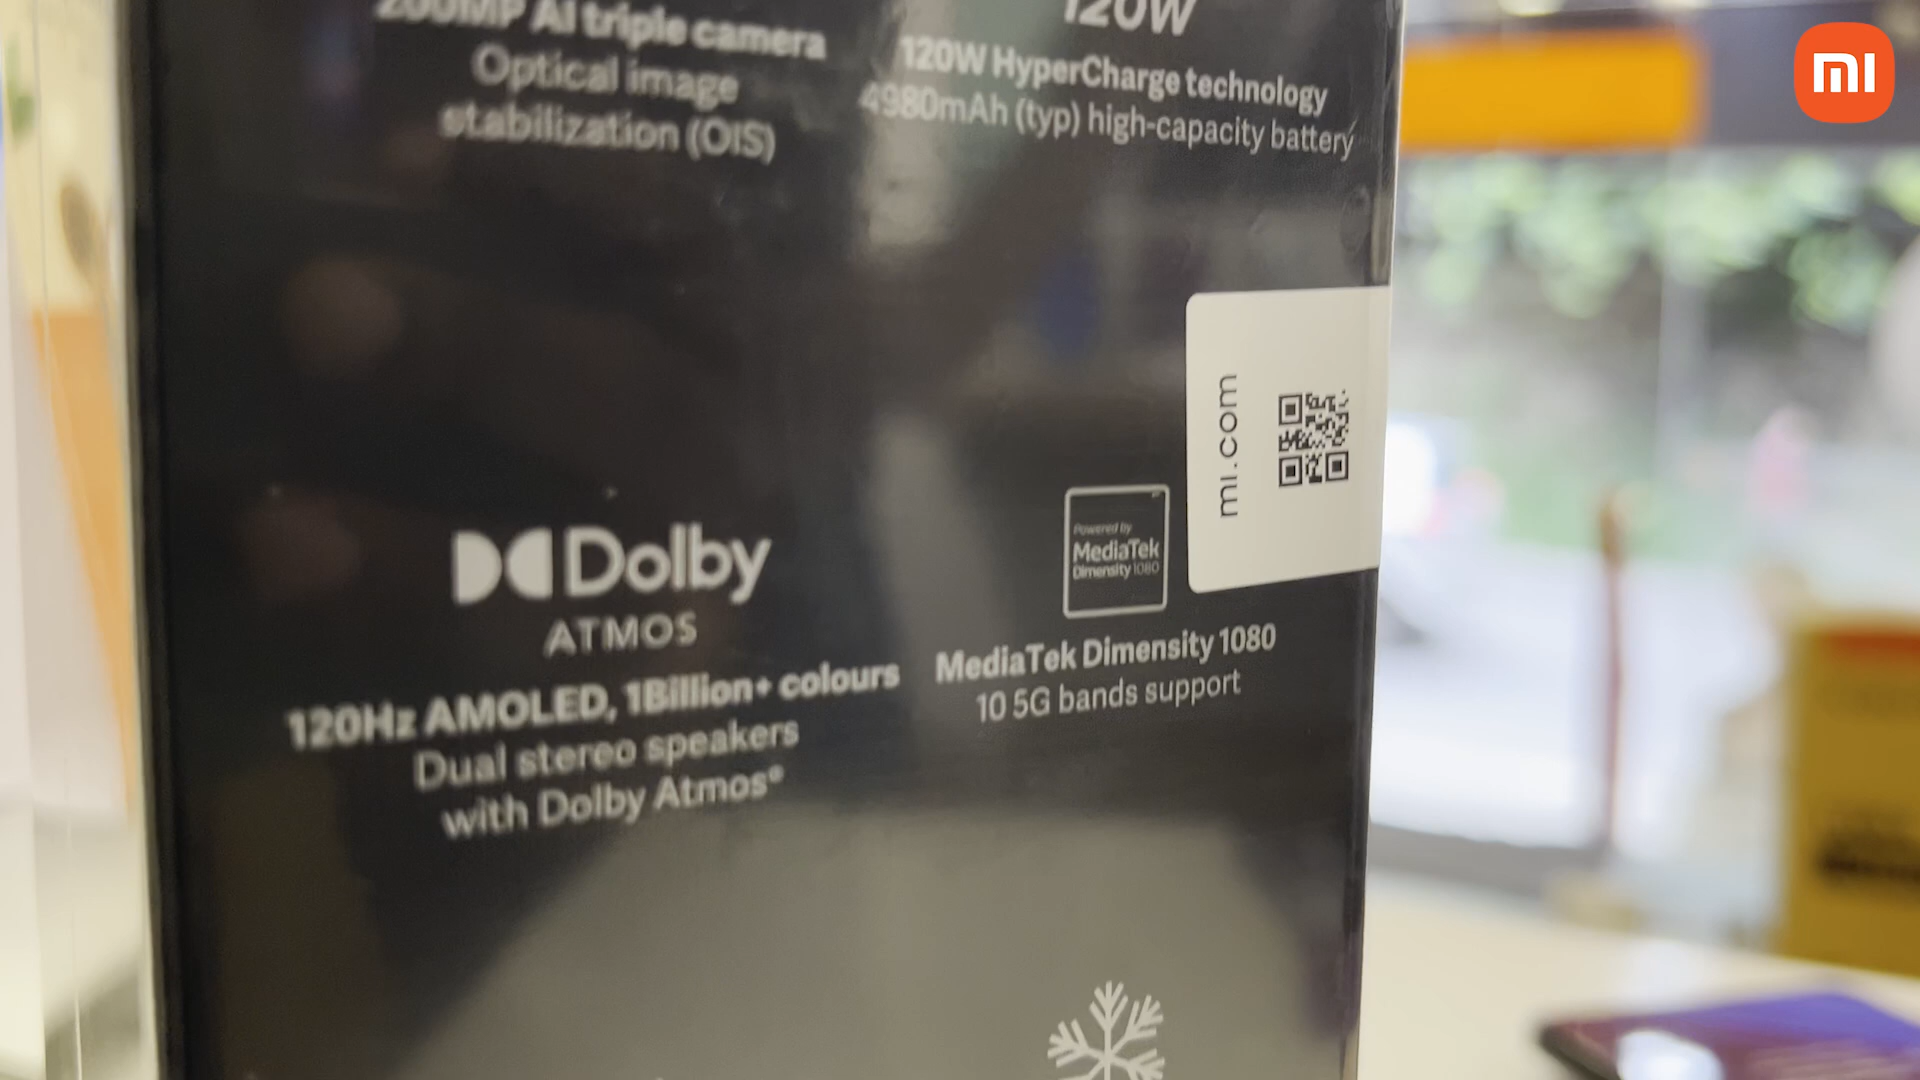 200MP AI triple camera
Optical image
stabilization (OIS)
120W
120W HyperCharge technology
4980mAh (typ) high-capacity battery
mi.com
Dolby
ATMOS
120Hz AMOLED, 1Billion+ colours
Dual stereo speakers
with Dolby Atmos®
Powered by
MediaTek
Dimensity 1080
MediaTek Dimensity 1080
10 5G bands support
mi